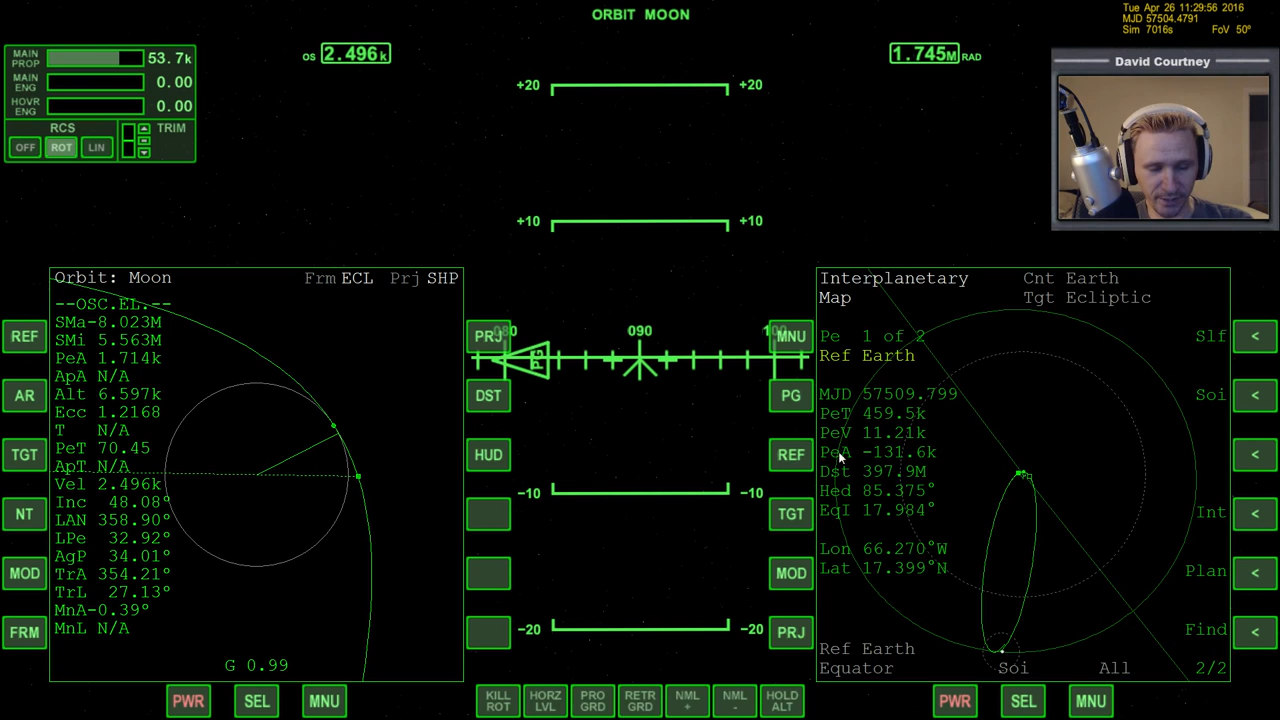 ORBIT MOON
Tue Apr 26 11:29:56 2016
MJD 57504.4791
Sim 7016s FoV 50°
MAIN PROP 53.7k
MAIN ENG 0.00
HOVR ENG 0.00
RCS TRIM
OFF ROT LIN
OS 2.496k
1.745M RAD
David Courtney
+20 +20
+10 +10
080 090 100
PG
-10 -10
-20 -20
Orbit: Moon Frm ECL Prj SHP
--OSC.EL.--
SMa-8.023M
SMi 5.563M
PeA 1.714k
ApA N/A
Alt 6.597k
Ecc 1.2168
T N/A
PeT 70.45
ApT N/A
Vel 2.496k
Inc 48.08°
LAN 358.90°
LPe 32.92°
AgP 34.01°
TrA 354.21°
TrL 27.13°
MnA-0.39°
MnL N/A
G 0.99
REF
AR
TGT
NT
MOD
FRM
PRJ
DST
HUD
PWR SEL MNU
KILL ROT
HORZ LVL
PRO GRD
RETR GRD
NML +
NML -
HOLD ALT
MNU
PG
REF
TGT
MOD
PRJ
Interplanetary Cnt Earth
Map Tgt Ecliptic
Pe 1 of 2 Slf <
Ref Earth
MJD 57509.799 Soi <
PeT 459.5k
PeV 11.21k
PeA -131.6k <
Dst 397.9M
Hed 85.375°
EqI 17.984° Int <
Lon 66.270°W
Lat 17.399°N Plan <
Find <
Ref Earth
Equator Soi All 2/2
PWR SEL MNU